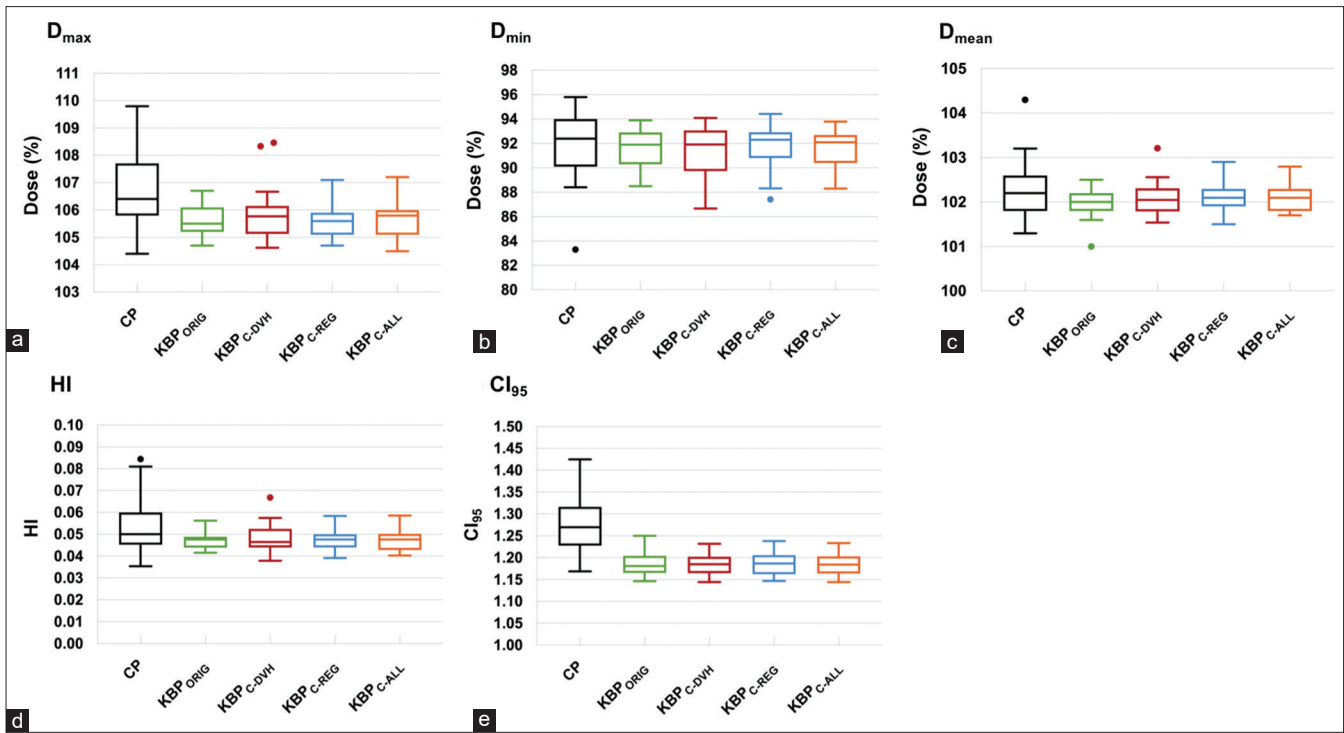 Dmax
Dose (%)
111
110
109
108
107
106
105
104
103
CP
KBPORIG
KBPC-DVH
KBPC-REG
KBPC-ALL
a
Dmin
Dose (%)
98
96
94
92
90
88
86
84
82
80
CP
KBPORIG
KBPC-DVH
KBPC-REG
KBPC-ALL
b
Dmean
Dose (%)
105
104
103
102
101
100
CP
KBPORIG
KBPC-DVH
KBPC-REG
KBPC-ALL
c
HI
HI
0.10
0.09
0.08
0.07
0.06
0.05
0.04
0.03
0.02
0.01
0.00
CP
KBPORIG
KBPC-DVH
KBPC-REG
KBPC-ALL
d
CI95
CI95
1.50
1.45
1.40
1.35
1.30
1.25
1.20
1.15
1.10
1.05
1.00
CP
KBPORIG
KBPC-DVH
KBPC-REG
KBPC-ALL
e